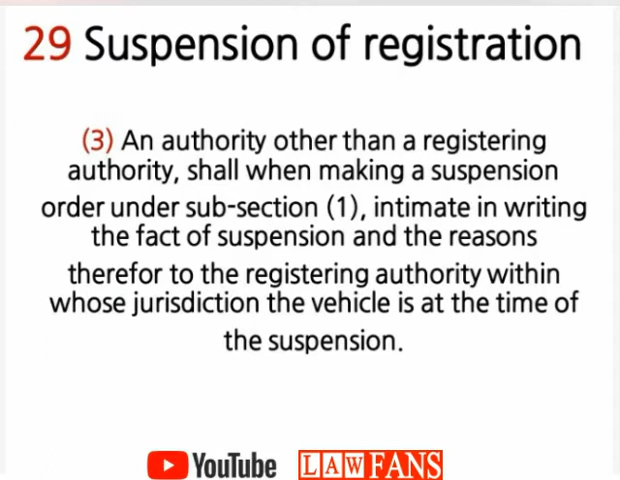 29 Suspension of registration
(3) An authority other than a registering
authority, shall when making a suspension
order under sub-section (1), intimate in writing
the fact of suspension and the reasons
therefor to the registering authority within
whose jurisdiction the vehicle is at the time of
the suspension.
YouTube LAWFANS